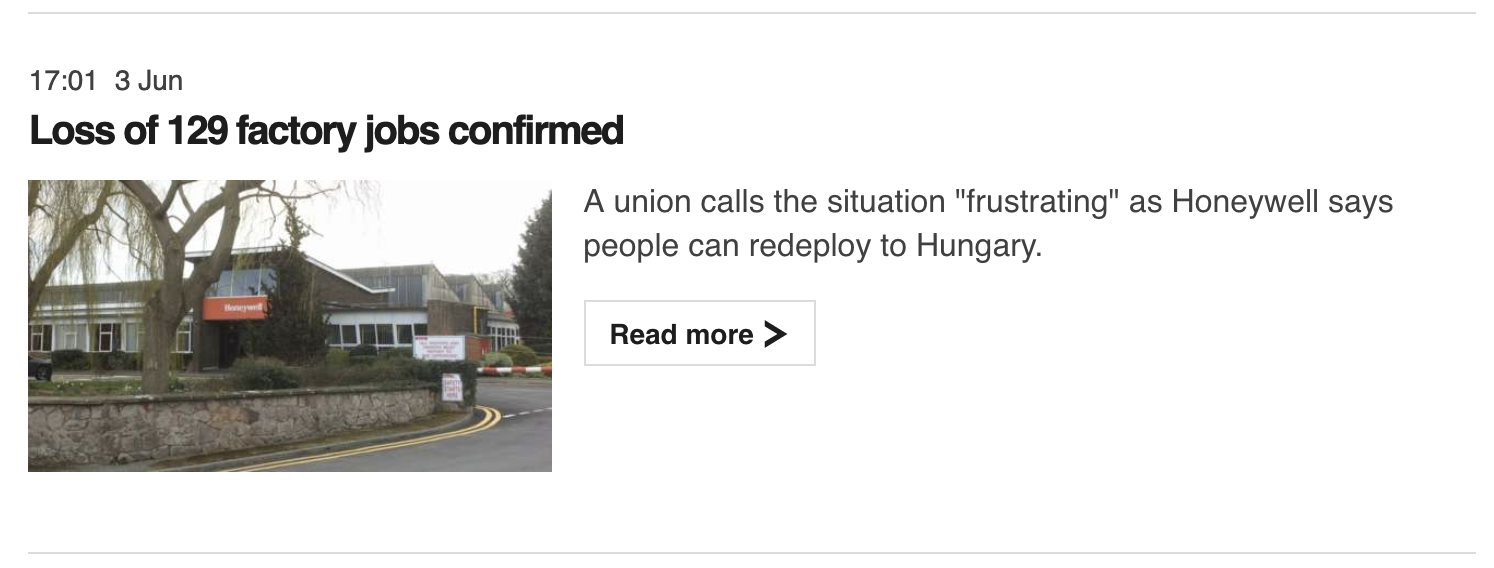 17:01 3 Jun
Loss of 129 factory jobs confirmed
A union calls the situation "frustrating" as Honeywell says
people can redeploy to Hungary.
Honeywell
Read more >